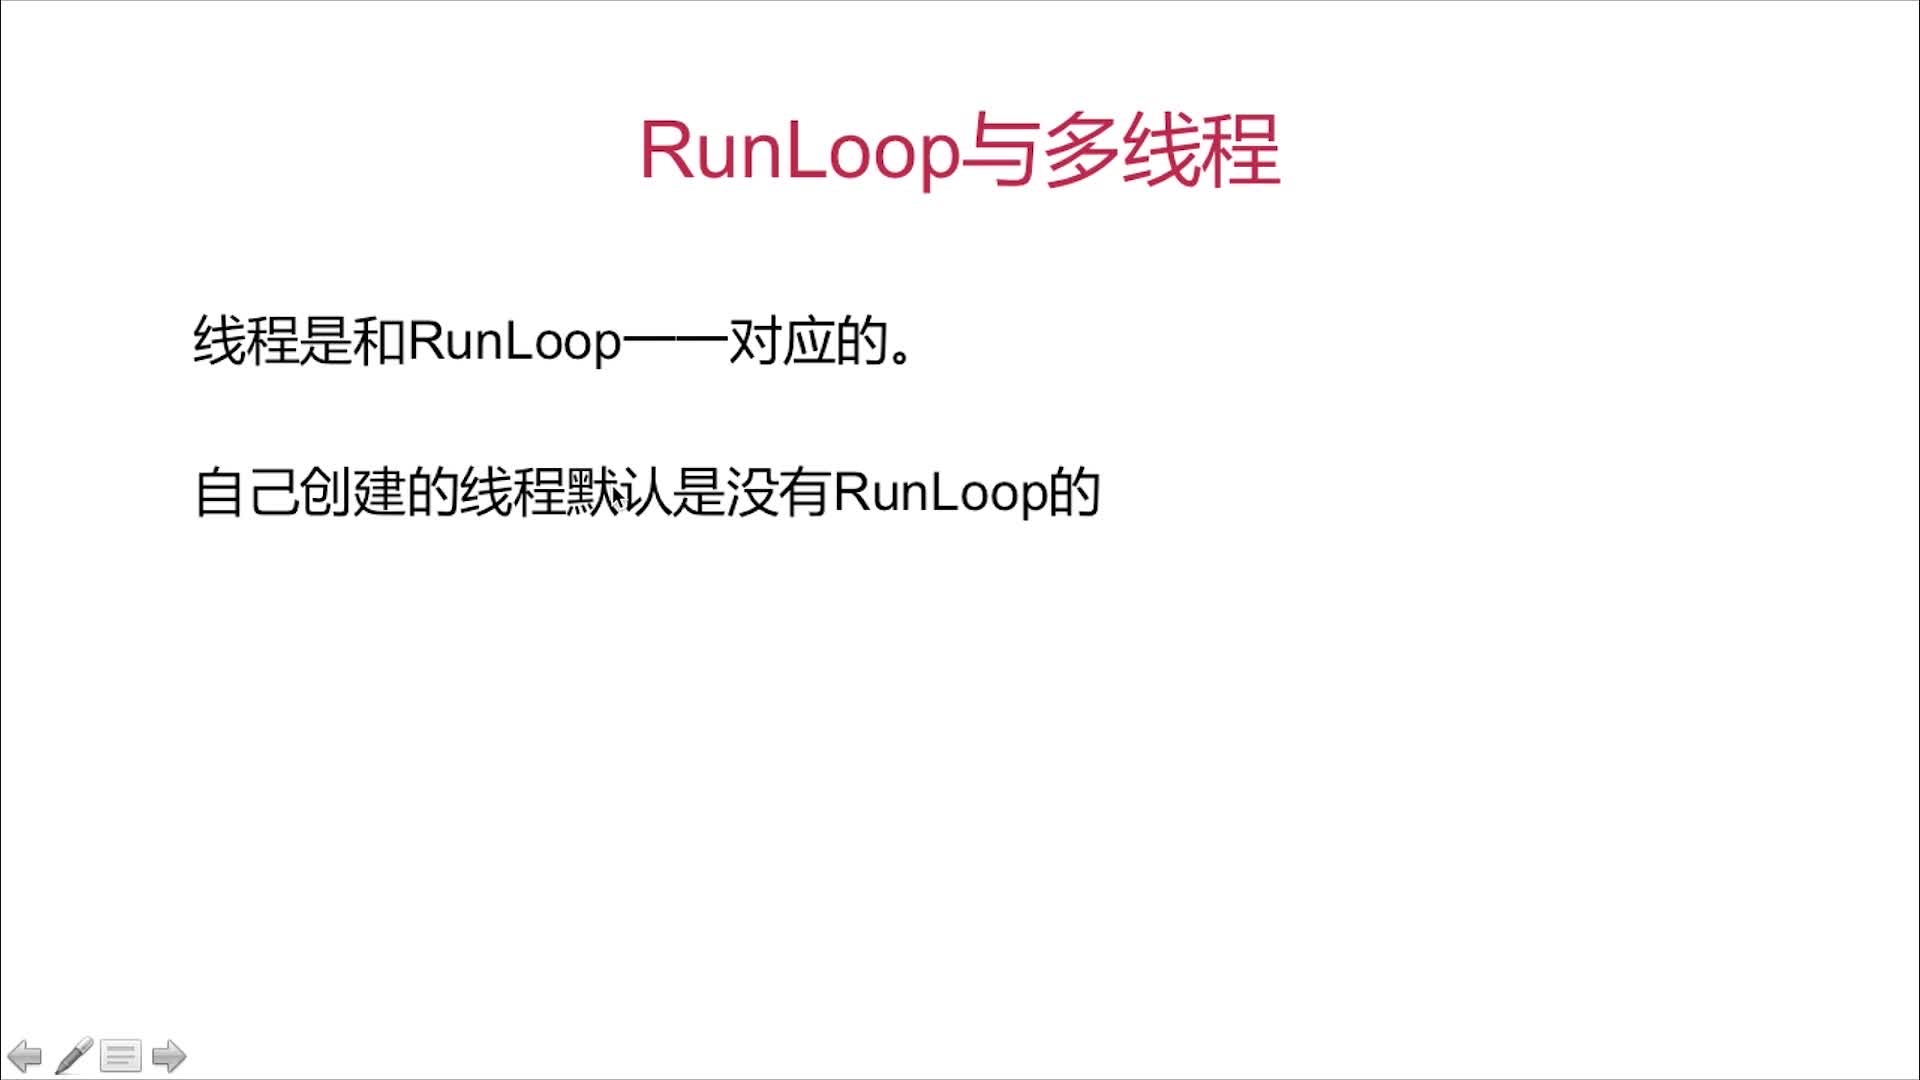 RunLoop与多线程
线程是和RunLoop一一对应的。
自己创建的线程默认是没有RunLoop的